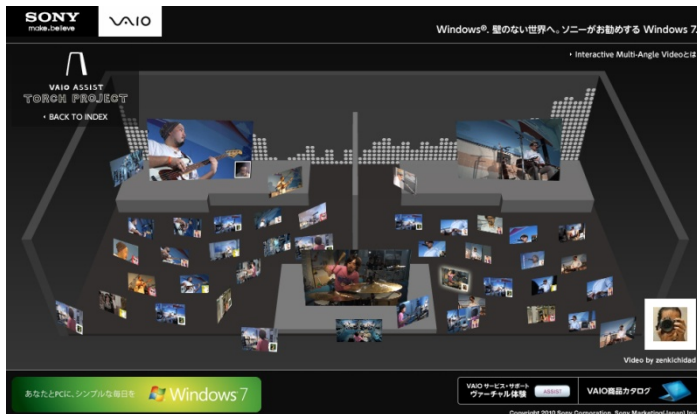 SONY
make.believe
VAIO
Windows®. 壁のない世界へ。ソニーがお勧めする Windows 7.
・Interactive Multi-Angle Videoとは
VAIO ASSIST
TORCH PROJECT
・BACK TO INDEX
Video by zenkichidad
あなたとPCに、シンプルな毎日を
Windows 7
VAIO サービス・サポート
ヴァーチャル体験
ASSIST
VAIO商品カタログ
Copyright 2010 Sony Corporation, Sony Marketing(Japan) Inc.